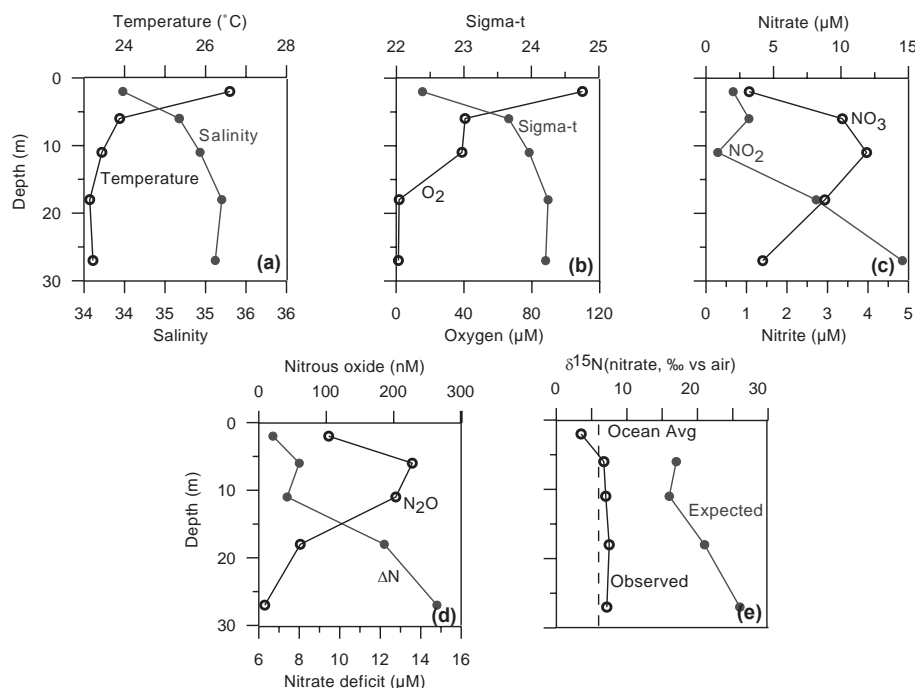 Temperature (˚C)
24 26 28
0
10
20
30
Depth (m)
Salinity
Temperature
(a)
34 34 35 36 36
Salinity
Sigma-t
22 23 24 25
Sigma-t
O2
(b)
0 40 80 120
Oxygen (µM)
Nitrate (µM)
0 5 10 15
NO3
NO2
(c)
0 1 2 3 4 5
Nitrite (µM)
Nitrous oxide (nM)
0 100 200 300
0
10
20
30
Depth (m)
N2O
ΔN
(d)
6 8 10 12 14 16
Nitrate deficit (µM)
δ15N(nitrate, ‰ vs air)
0 10 20 30
Ocean Avg
Expected
Observed
(e)